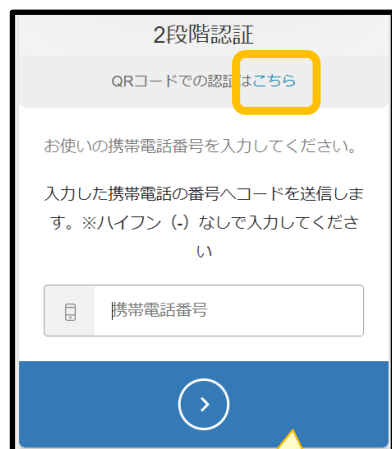 2段階認証
QRコードでの認証はこちら
お使いの携帯電話番号を入力してください。
入力した携帯電話の番号へコードを送信しま
す。※ハイフン（-）なしで入力してくださ
い
携帯電話番号